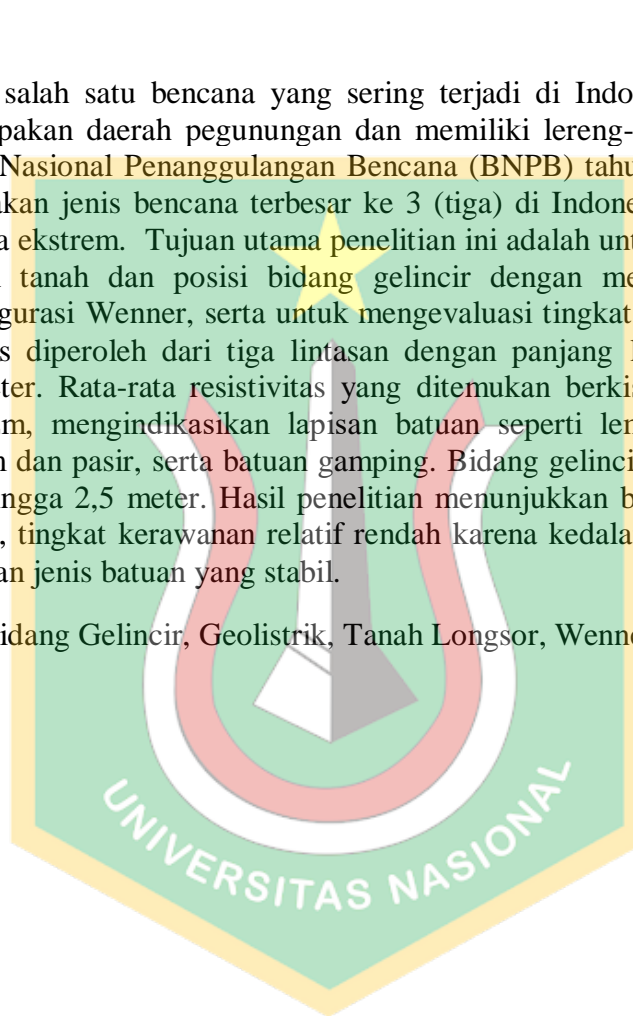 salah satu bencana yang sering terjadi di Indo
pakan daerah pegunungan dan memiliki lereng-
Nasional Penanggulangan Bencana (BNPB) tahu
akan jenis bencana terbesar ke 3 (tiga) di Indone
a ekstrem. Tujuan utama penelitian ini adalah unt
tanah dan posisi bidang gelincir dengan me
gurasi Wenner, serta untuk mengevaluasi tingkat
s diperoleh dari tiga lintasan dengan panjang
ter. Rata-rata resistivitas yang ditemukan berkis
m, mengindikasikan lapisan batuan seperti lem
n dan pasir, serta batuan gamping. Bidang gelinci
ngga 2,5 meter. Hasil penelitian menunjukkan b
, tingkat kerawanan relatif rendah karena kedala
an jenis batuan yang stabil.
idang Gelincir, Geolistrik, Tanah Longsor, Wenne
UNIVERSITAS NASIONAL